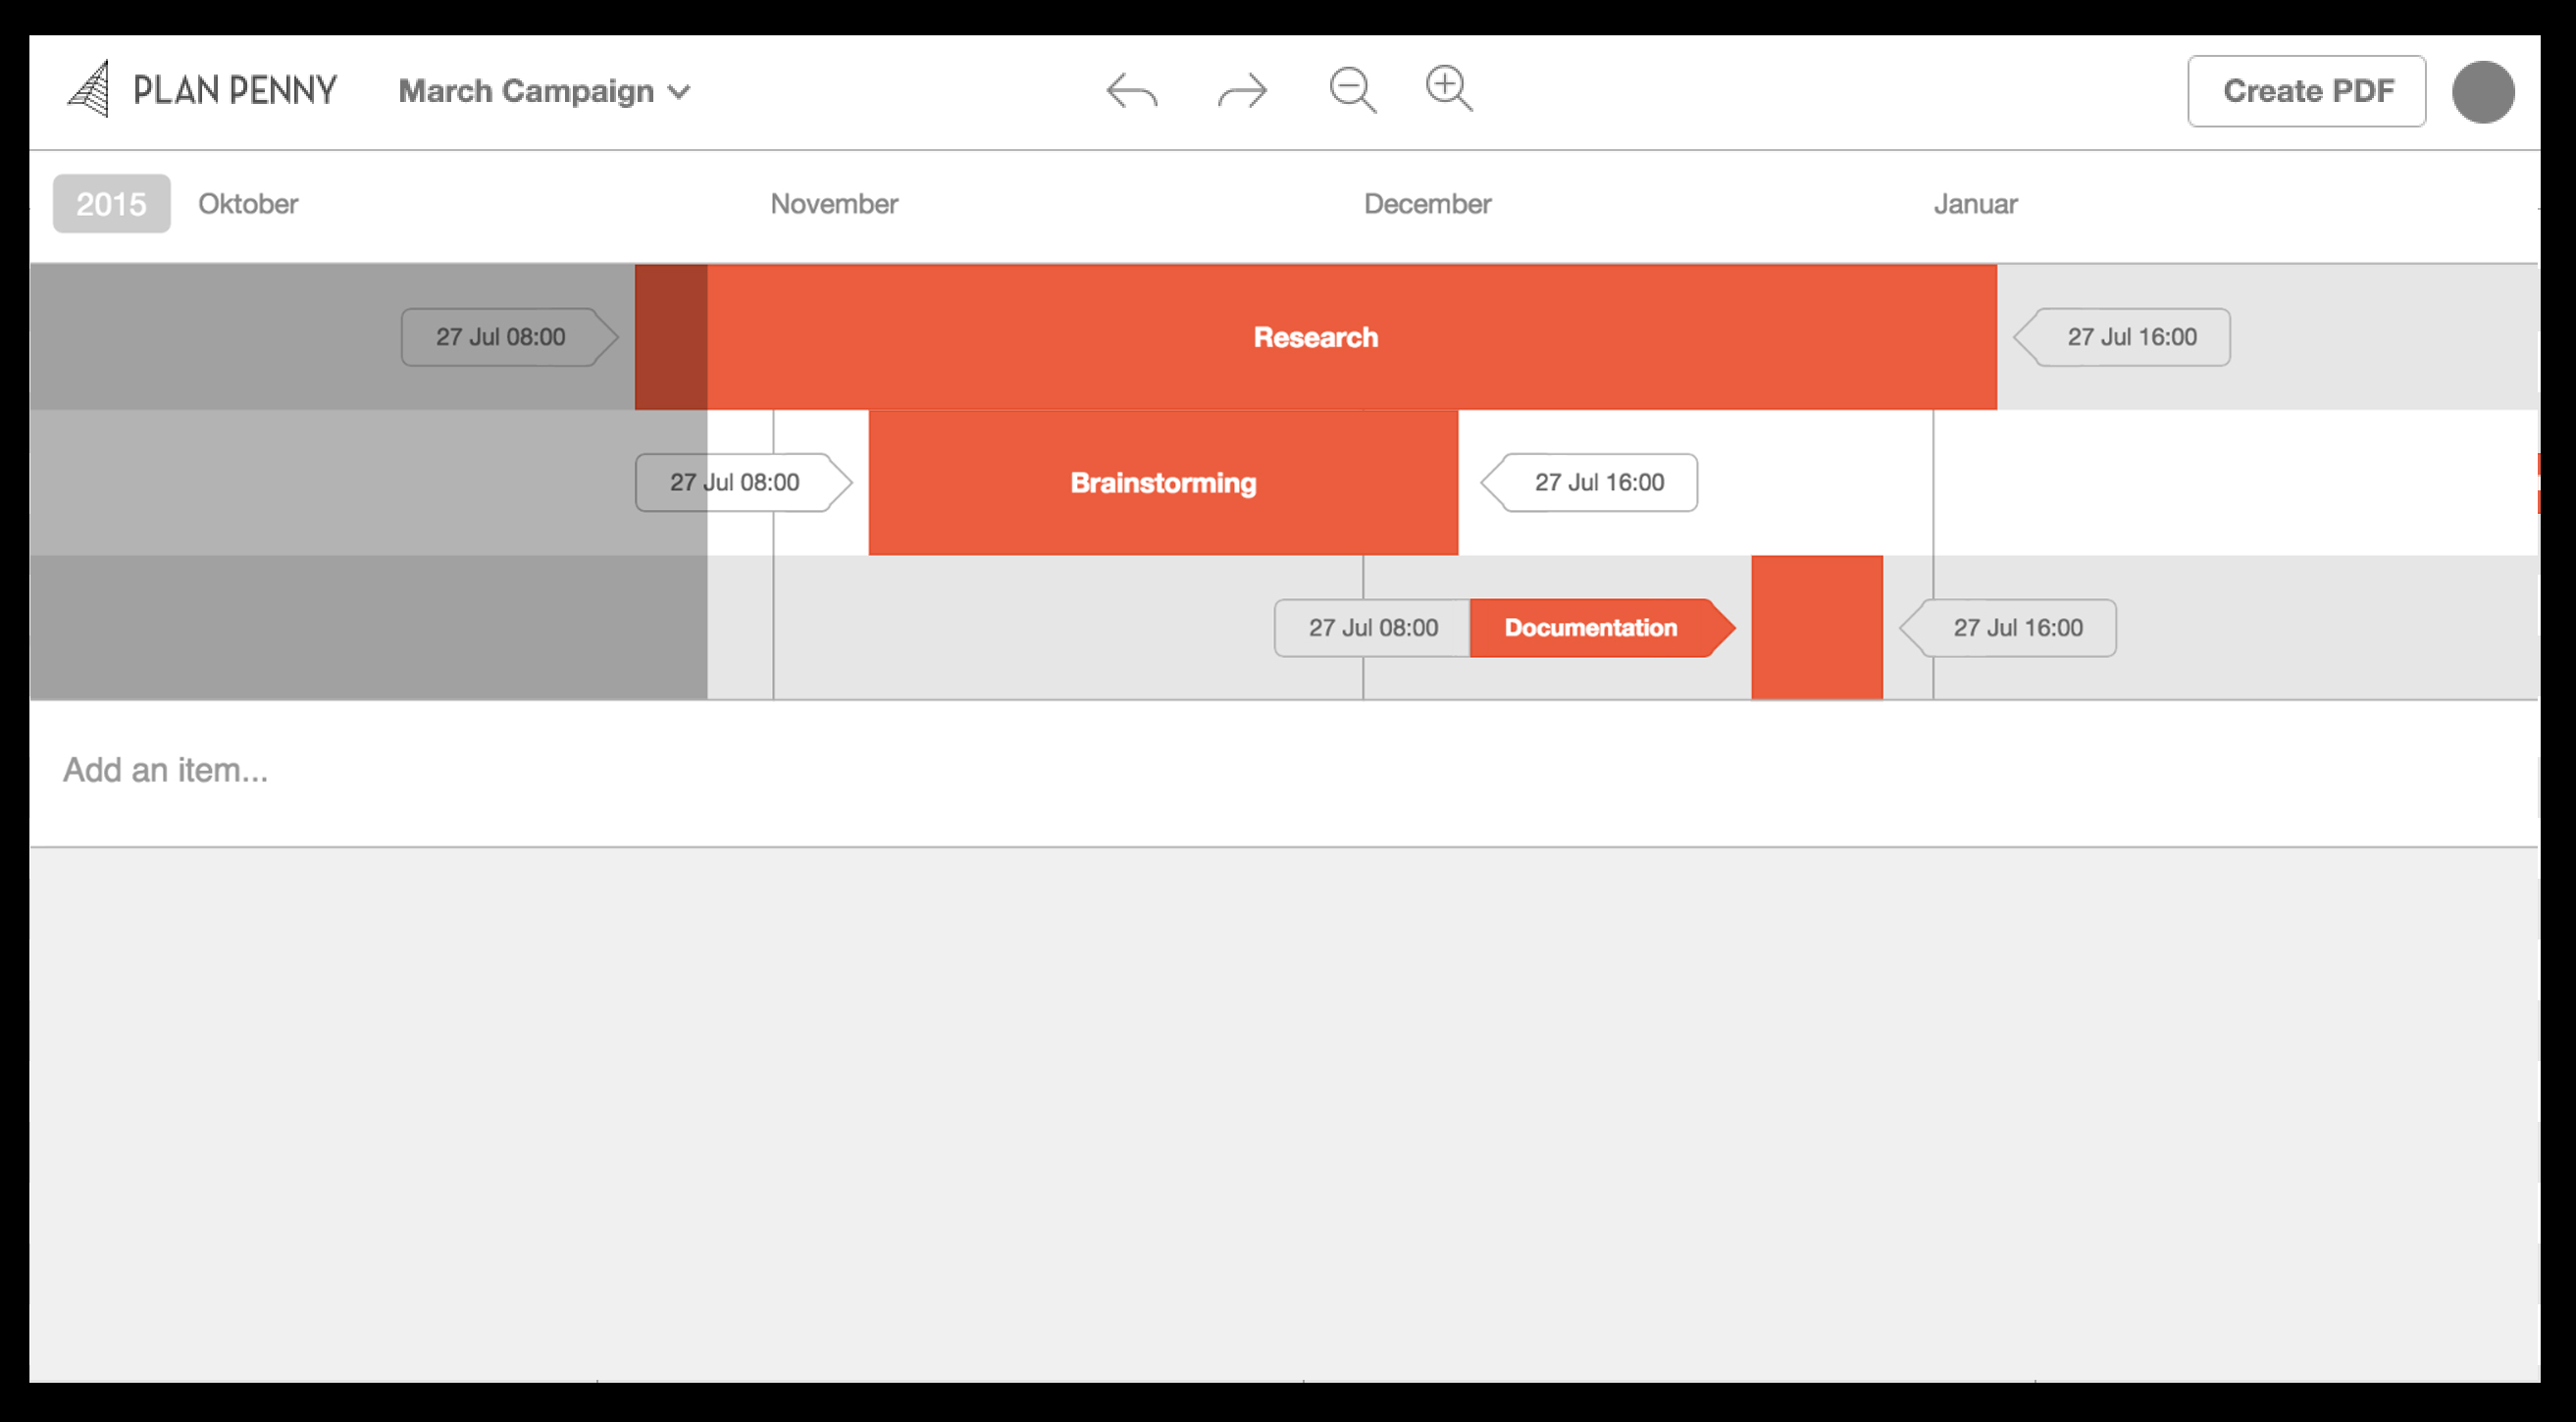 PLAN PENNY
March Campaign
Create PDF
2015 Oktober November December Januar
27 Jul 08:00 Research 27 Jul 16:00
27 Jul 08:00 Brainstorming 27 Jul 16:00
27 Jul 08:00 Documentation 27 Jul 16:00
Add an item...